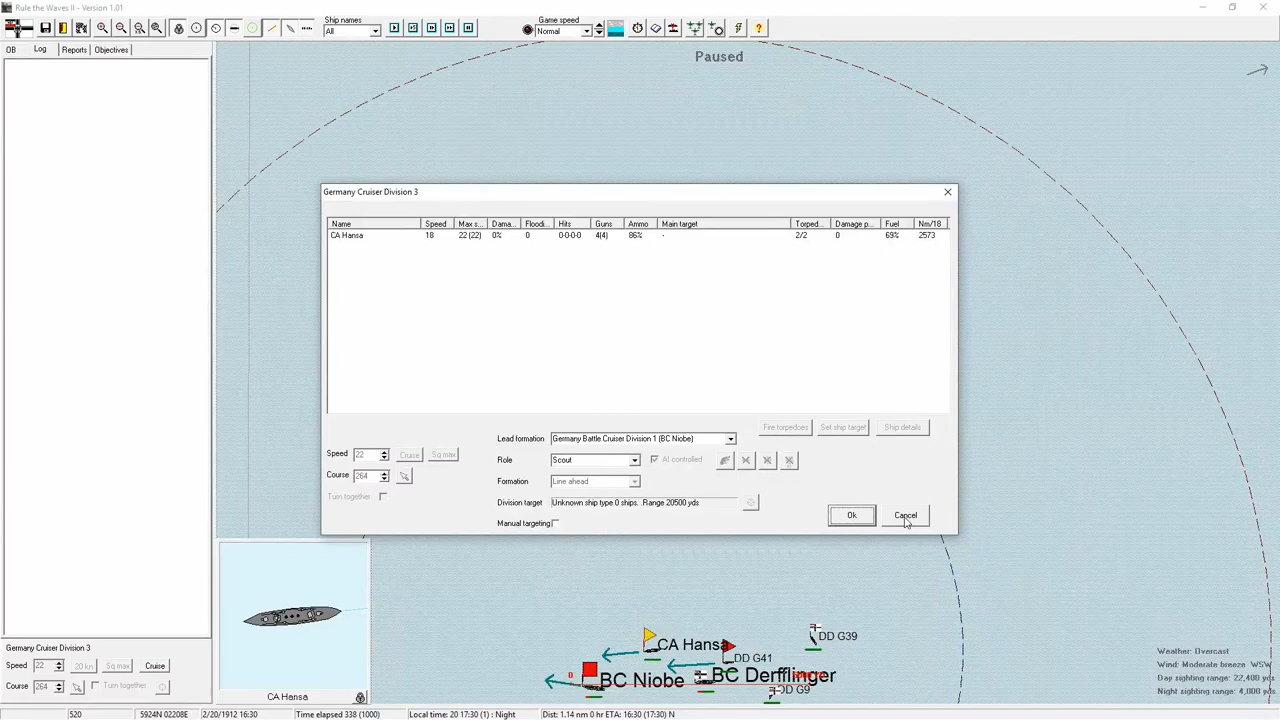 Rule the Waves II - Version 1.01
Ship names
All
Game speed
Normal
OB Log Reports Objectives
Paused
Germany Cruiser Division 3
Name Speed Max s... Dama... Floodi... Hits Guns Ammo Main target Torped... Damage p... Fuel Nm/18
CA Hansa 18 22 (22) 0% 0 0-0-0-0 4(4) 86% - 2/2 0 69% 2573
Fire torpedoes Set ship target Ship details
Lead formation Germany Battle Cruiser Division 1 (BC Niobe)
Speed 22 Cruise Sq max
Role Scout AI controlled
Course 264
Formation Line ahead
Turn together
Division target Unknown ship type 0 ships. .Range 20500 yds
Manual targeting
Ok Cancel
CA Hansa
DD G39
DD G41
BC Niobe
BC Derfflinger
DD G9
Germany Cruiser Division 3
Speed 22 20 kn Sq max Cruise
Course 264 Turn together
CA Hansa
Weather: Overcast
Wind: Moderate breeze WSW
Day sighting range: 22,400 yds
Night sighting range: 4,000 yds
520 5924N 02208E 2/20/1912 16:30 Time elapsed 338 (1000) Local time: 20 17:30 (1) : Night Dist: 1.14 nm 0 hr ETA: 16:30 (17:30) N